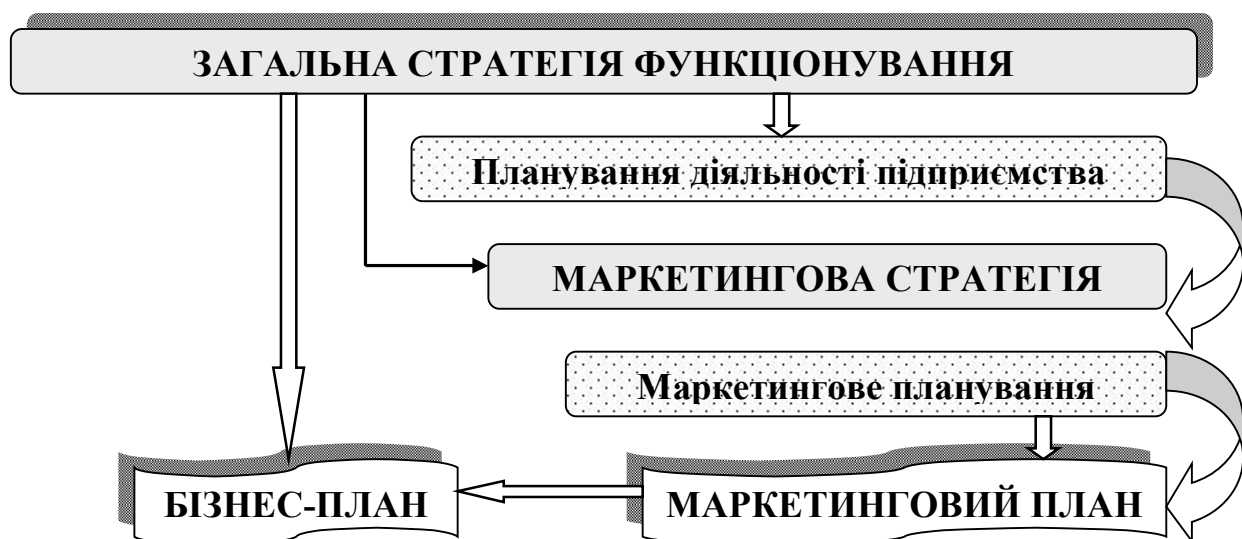 ЗАГАЛЬНА СТРАТЕГІЯ ФУНКЦІОНУВАННЯ
Планування діяльності підприємства
МАРКЕТИНГОВА СТРАТЕГІЯ
Маркетингове планування
БІЗНЕС-ПЛАН
МАРКЕТИНГОВИЙ ПЛАН